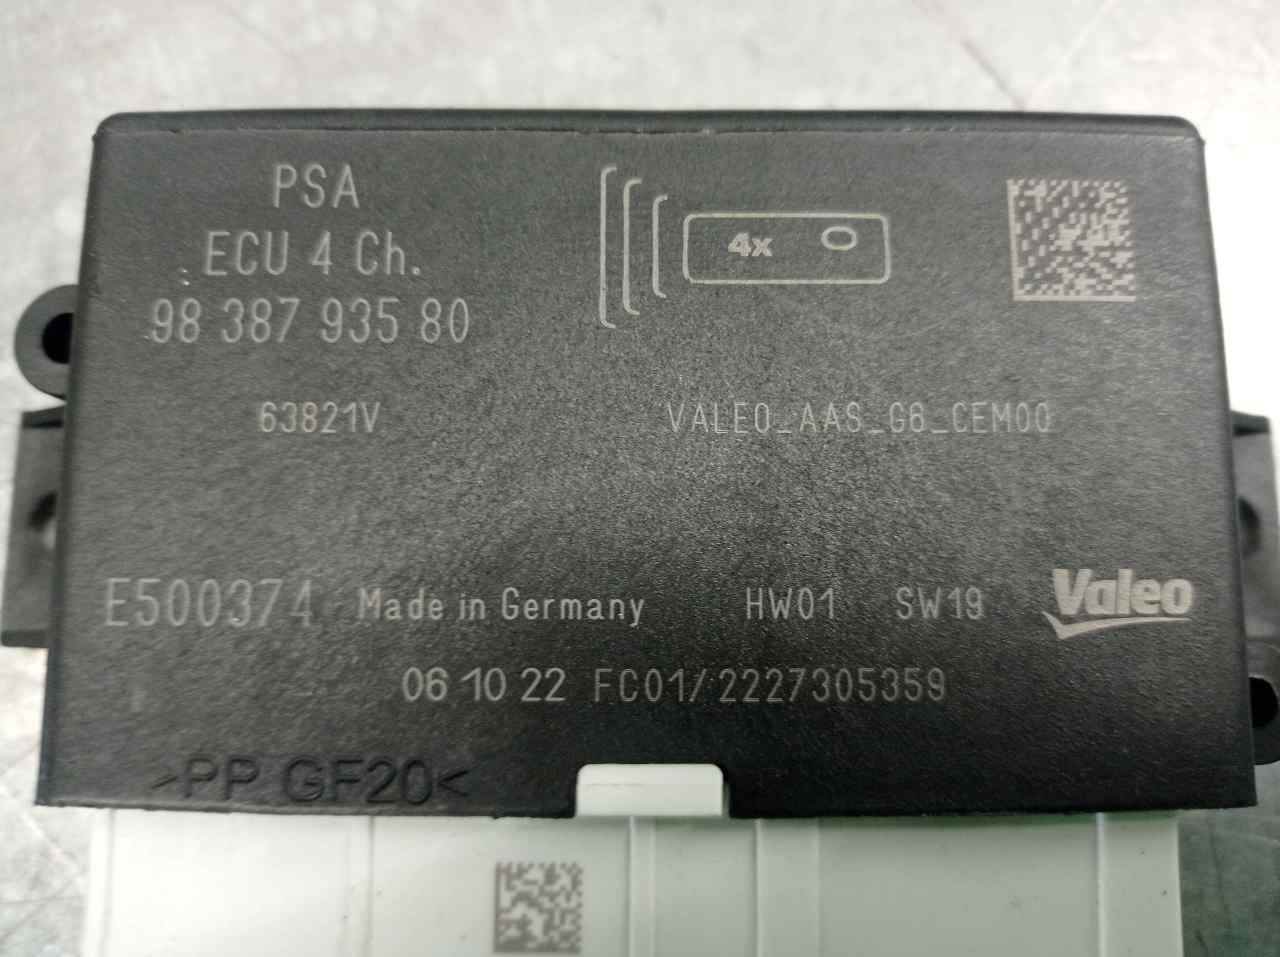 PSA
ECU 4 Ch.
98 387 935 80
4x
63821V
VALEO_AAS_G6_CEM00
E500374 Made in Germany HW01 SW19 Valeo
06 10 22 FC01/2227305359
>PP GF20<